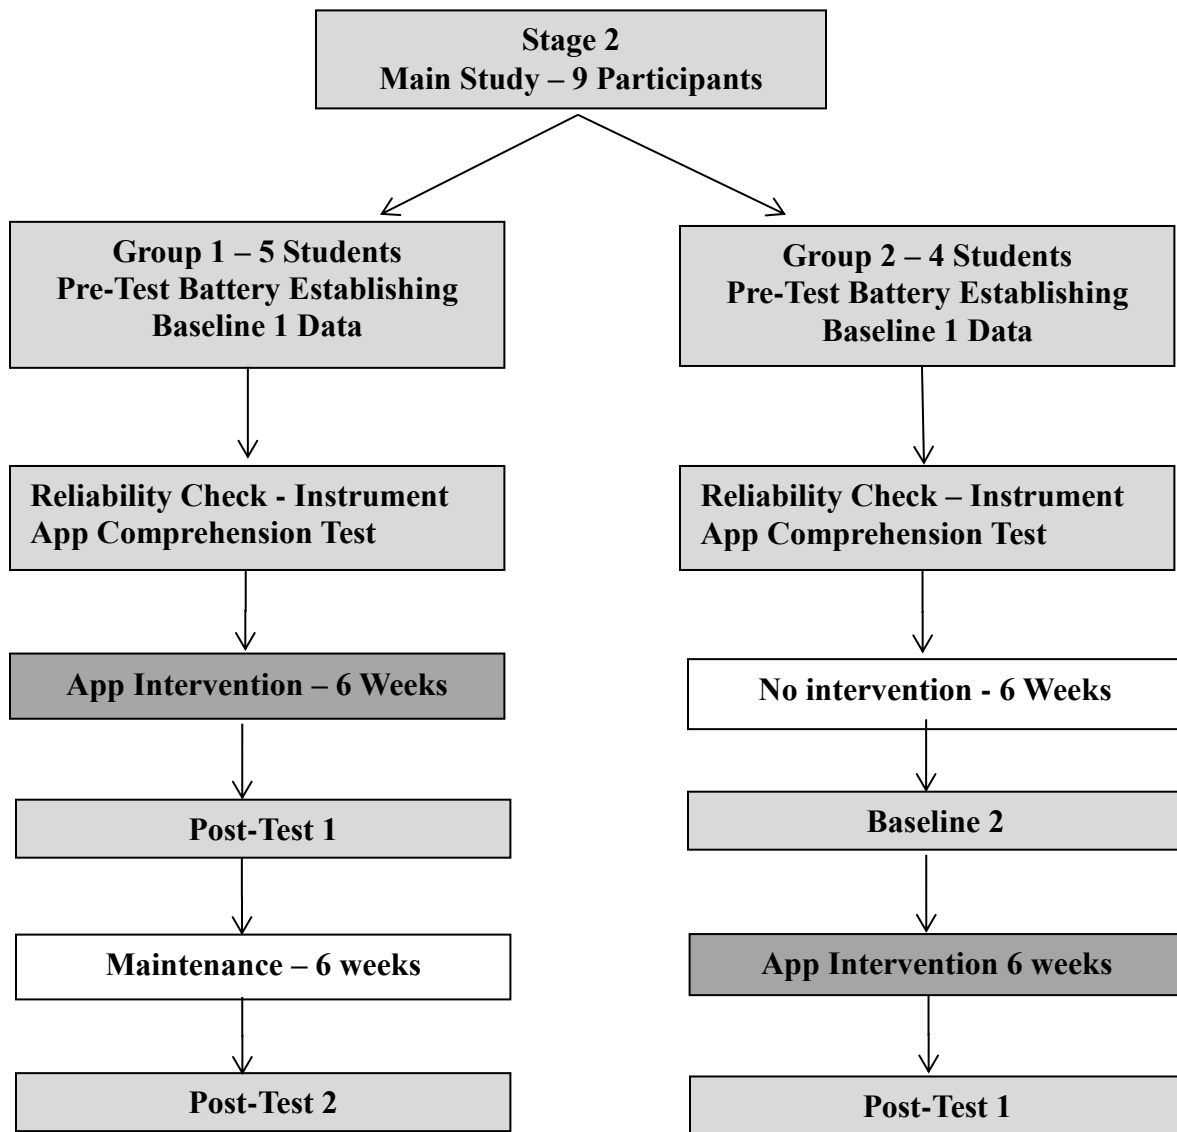 Stage 2
Main Study – 9 Participants
Group 1 – 5 Students
Pre-Test Battery Establishing
Baseline 1 Data
Group 2 – 4 Students
Pre-Test Battery Establishing
Baseline 1 Data
Reliability Check - Instrument
App Comprehension Test
Reliability Check – Instrument
App Comprehension Test
App Intervention – 6 Weeks
No intervention - 6 Weeks
Post-Test 1
Baseline 2
Maintenance – 6 weeks
App Intervention 6 weeks
Post-Test 2
Post-Test 1